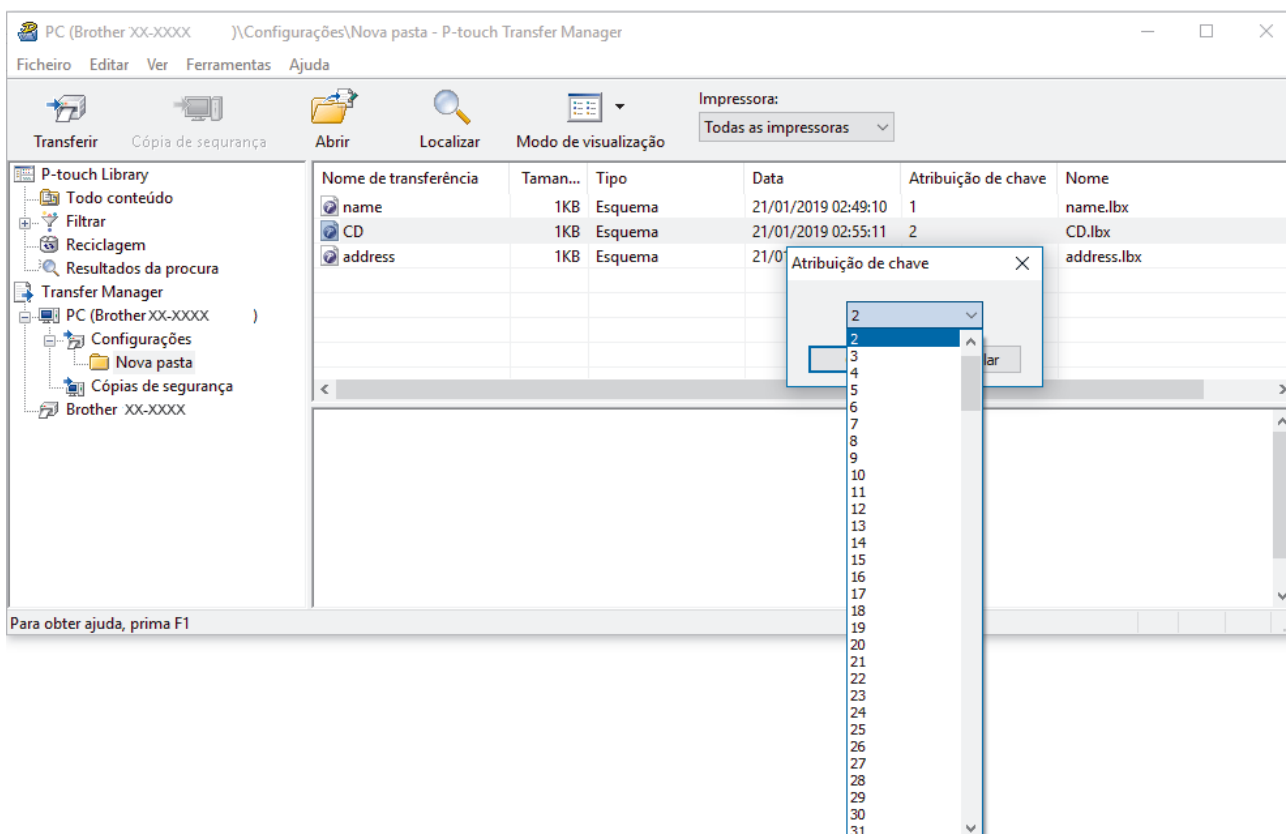 PC (Brother XX-XXXX )\Configurações\Nova pasta - P-touch Transfer Manager
Ficheiro Editar Ver Ferramentas Ajuda
Transferir Cópia de segurança Abrir Localizar Modo de visualização
Impressora:
Todas as impressoras
P-touch Library
Todo conteúdo
Filtrar
Reciclagem
Resultados da procura
Transfer Manager
PC (Brother XX-XXXX )
Configurações
Nova pasta
Cópias de segurança
Brother XX-XXXX
Nome de transferência Taman... Tipo Data Atribuição de chave Nome
name 1KB Esquema 21/01/2019 02:49:10 1 name.lbx
CD 1KB Esquema 21/01/2019 02:55:11 2 CD.lbx
address 1KB Esquema address.lbx
Atribuição de chave
2
2
3
4
5
6
7
8
9
10
11
12
13
14
15
16
17
18
19
20
21
22
23
24
25
26
27
28
29
30
31
Para obter ajuda, prima F1